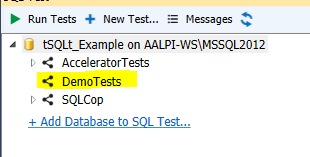 Run Tests New Test... Messages
tSQLt_Example on AALPI-WS\MSSQL2012
AcceleratorTests
DemoTests
SQLCop
+ Add Database to SQL Test...